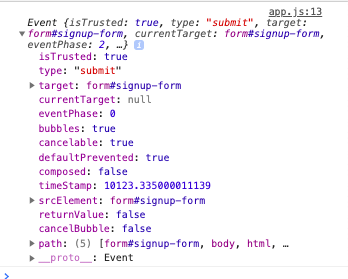 app.js:13
Event {isTrusted: true, type: "submit", target:
form#signup-form, currentTarget: form#signup-form,
eventPhase: 2, …} i
isTrusted: true
type: "submit"
target: form#signup-form
currentTarget: null
eventPhase: 0
bubbles: true
cancelable: true
defaultPrevented: true
composed: false
timeStamp: 10123.335000011139
srcElement: form#signup-form
returnValue: false
cancelBubble: false
path: (5) [form#signup-form, body, html, …
__proto__: Event